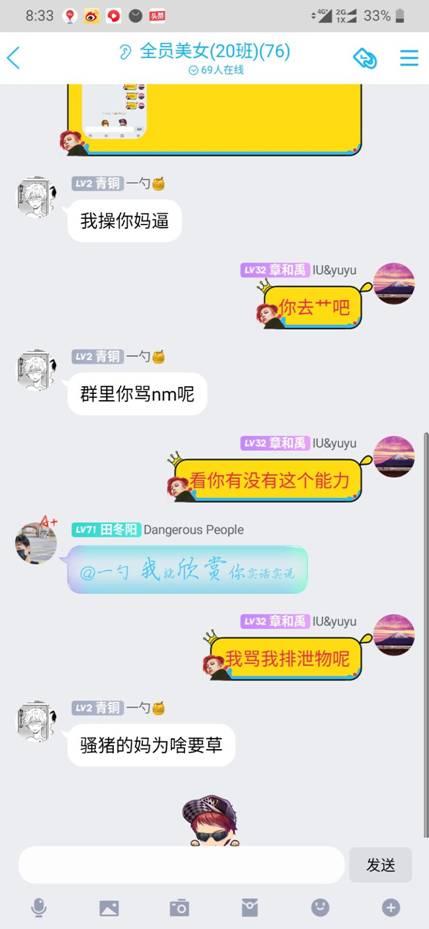 8:33
头条
4G⁺
2G
1X
33%
全员美女(20班)(76)
69人在线
LV2 青铜 一勺🍯
我操你妈逼
LV32 章和禹 IU&yuyu
你去艹吧
LV2 青铜 一勺🍯
群里你骂nm呢
LV32 章和禹 IU&yuyu
看你有没有这个能力
A+
LV71 田冬阳 Dangerous People
@一勺 我就欣赏你实话实说
LV32 章和禹 IU&yuyu
我骂我排泄物呢
LV2 青铜 一勺🍯
骚猪的妈为啥要草
发送